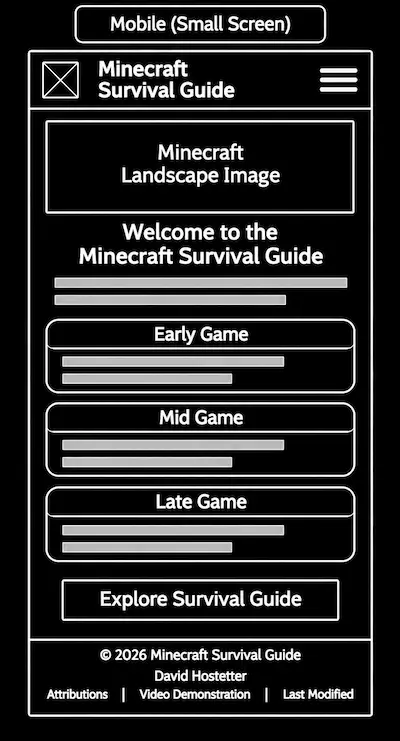 Mobile (Small Screen)
Minecraft
Survival Guide
Minecraft
Landscape Image
Welcome to the
Minecraft Survival Guide
Early Game
Mid Game
Late Game
Explore Survival Guide
© 2026 Minecraft Survival Guide
David Hostetter
Attributions | Video Demonstration | Last Modified